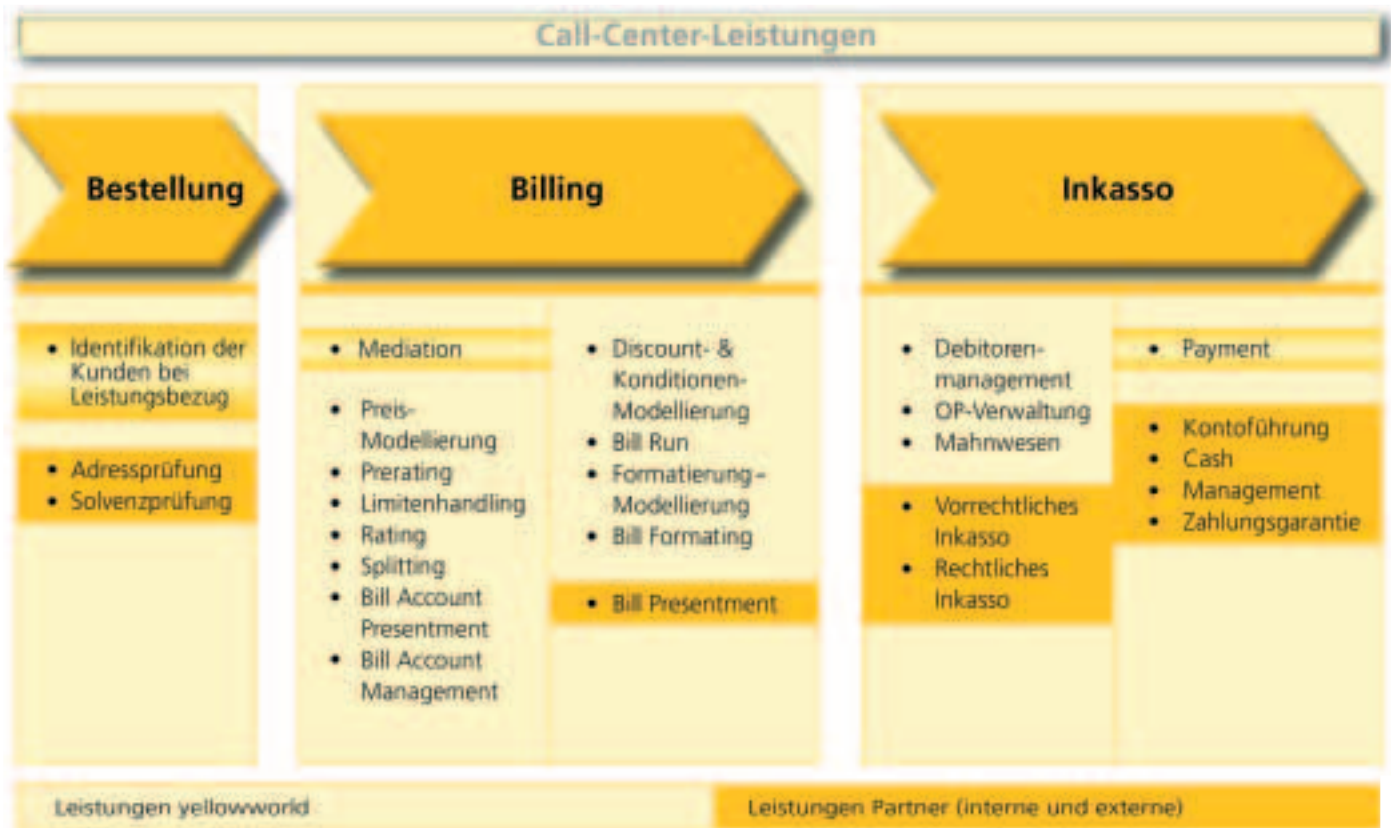 Call-Center-Leistungen
Bestellung
Billing
Inkasso
• Identifikation der
Kunden bei
Leistungsbezug
• Adressprüfung
• Solvenzprüfung
• Mediation
• Preis-
Modellierung
• Prerating
• Limitenhandling
• Rating
• Splitting
• Bill Account
Presentment
• Bill Account
Management
• Discount- &
Konditionen-
Modellierung
• Bill Run
• Formatierung–
Modellierung
• Bill Formating
• Bill Presentment
• Debitoren-
management
• OP-Verwaltung
• Mahnwesen
• Vorrechtliches
Inkasso
• Rechtliches
Inkasso
• Payment
• Kontoführung
• Cash
• Management
• Zahlungsgarantie
Leistungen yellowworld
Leistungen Partner (interne und externe)